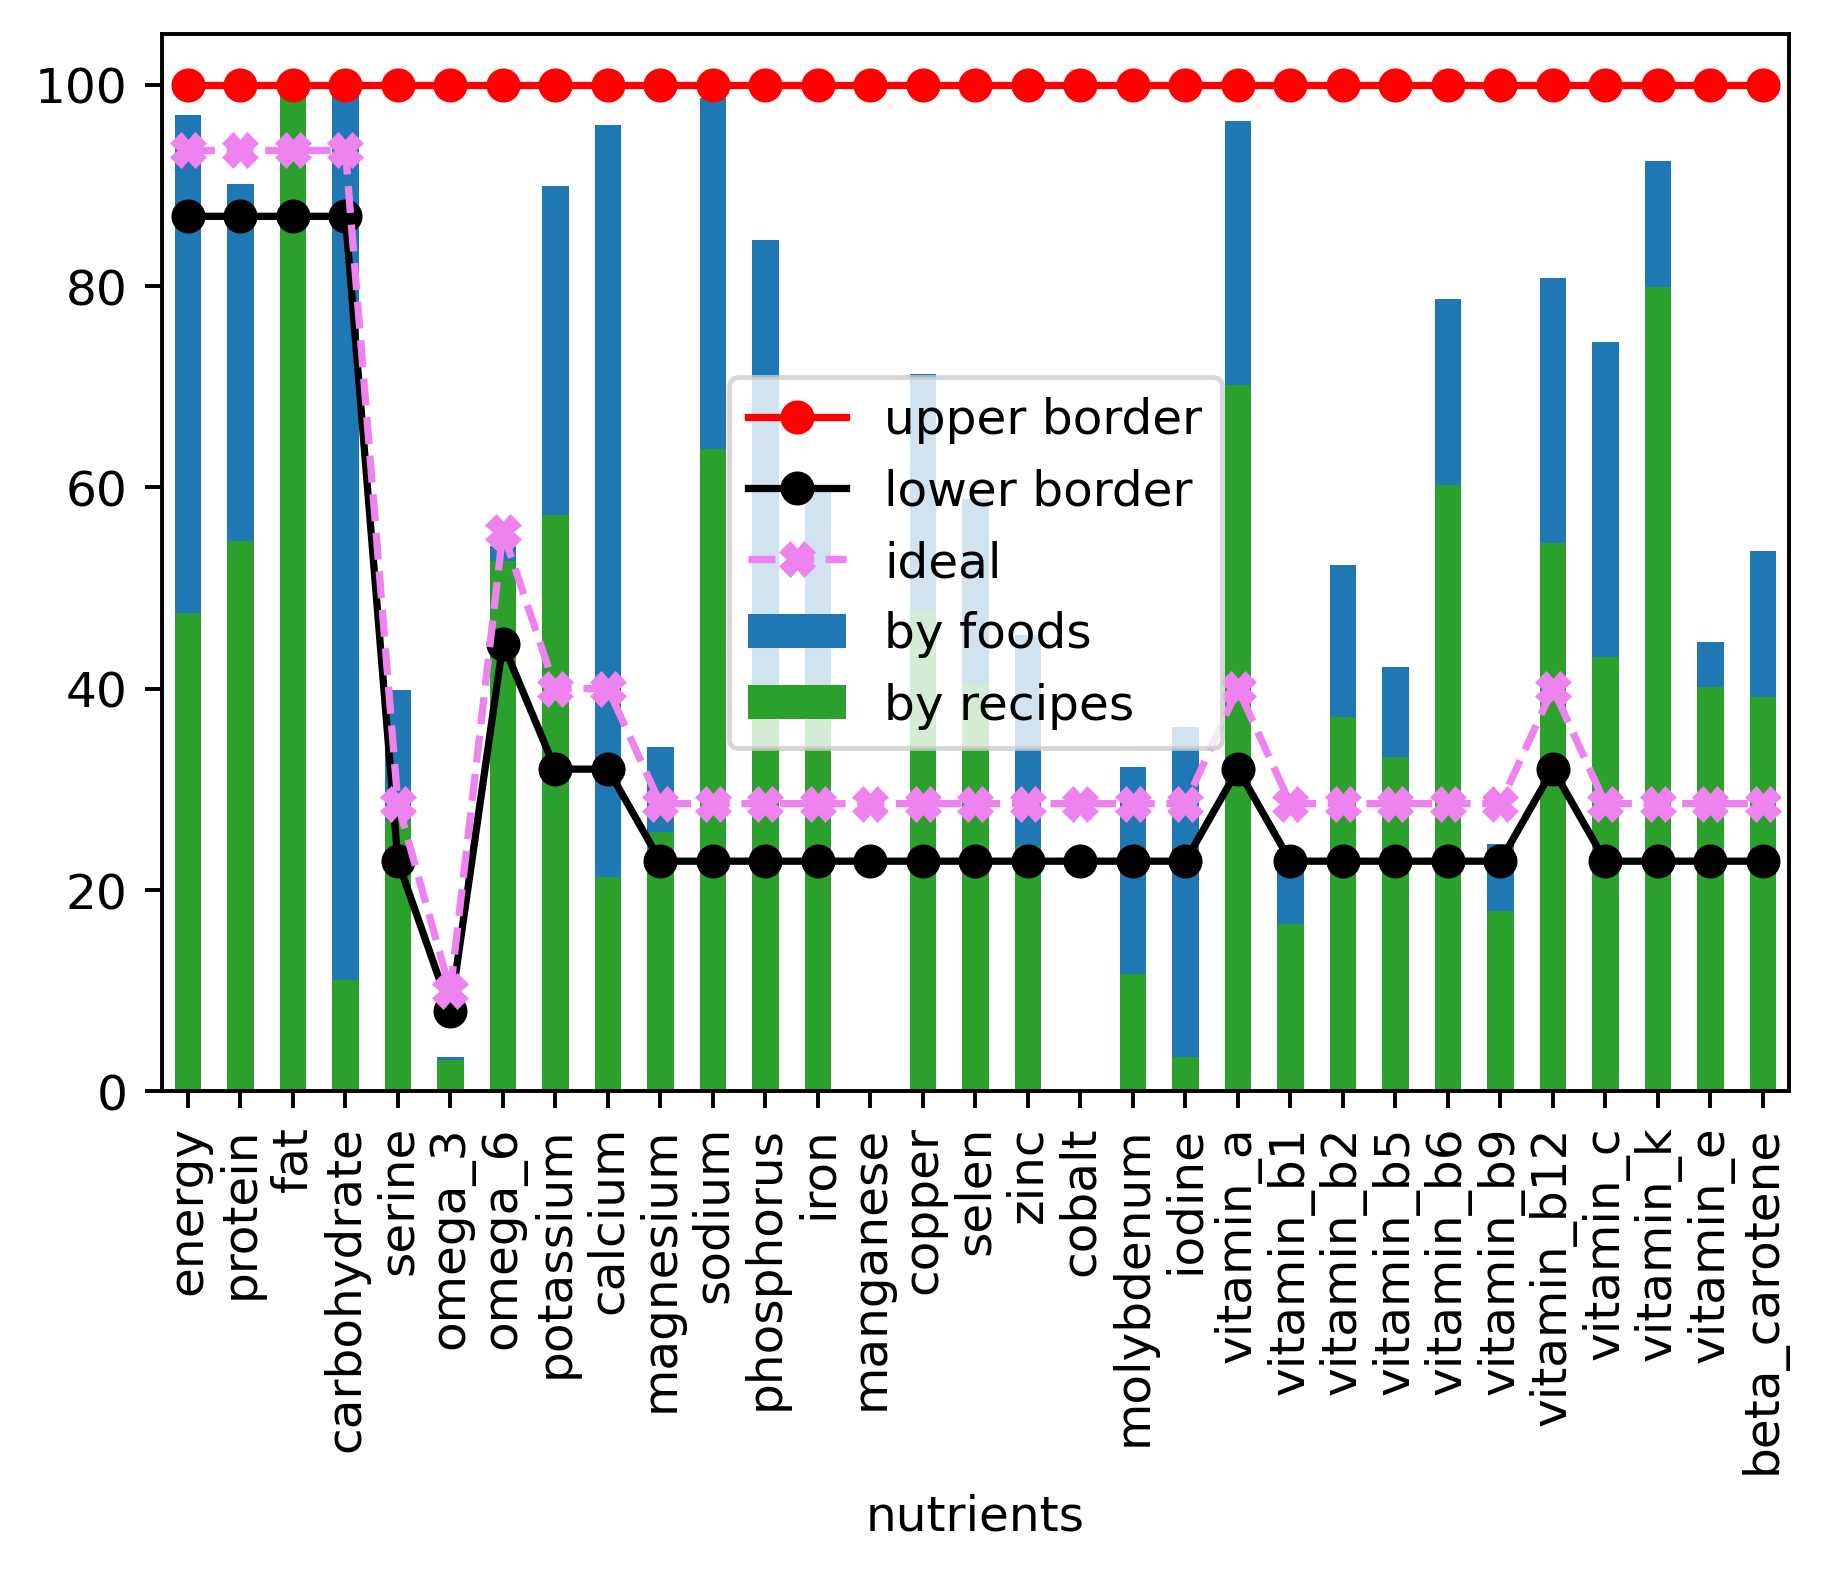 100
80
60
40
20
0
upper border
lower border
ideal
by foods
by recipes
energy
protein
fat
carbohydrate
serine
omega_3
omega_6
potassium
calcium
magnesium
sodium
phosphorus
iron
manganese
copper
selen
zinc
cobalt
molybdenum
iodine
vitamin_a
vitamin_b1
vitamin_b2
vitamin_b5
vitamin_b6
vitamin_b9
vitamin_b12
vitamin_c
vitamin_k
vitamin_e
beta_carotene
nutrients